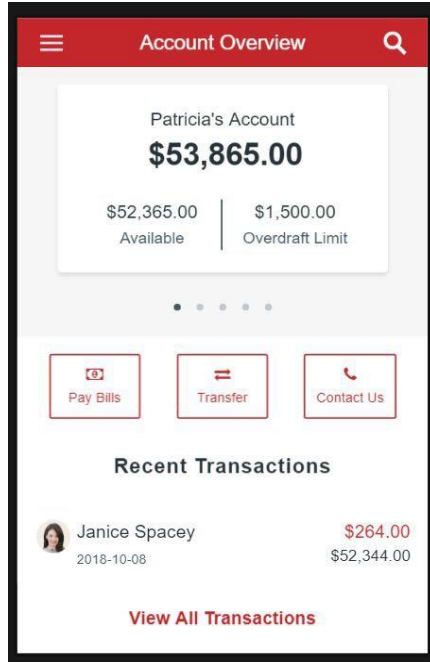 Account Overview
Patricia's Account
$53,865.00
$52,365.00 $1,500.00
Available Overdraft Limit
Pay Bills Transfer Contact Us
Recent Transactions
Janice Spacey $264.00
2018-10-08 $52,344.00
View All Transactions